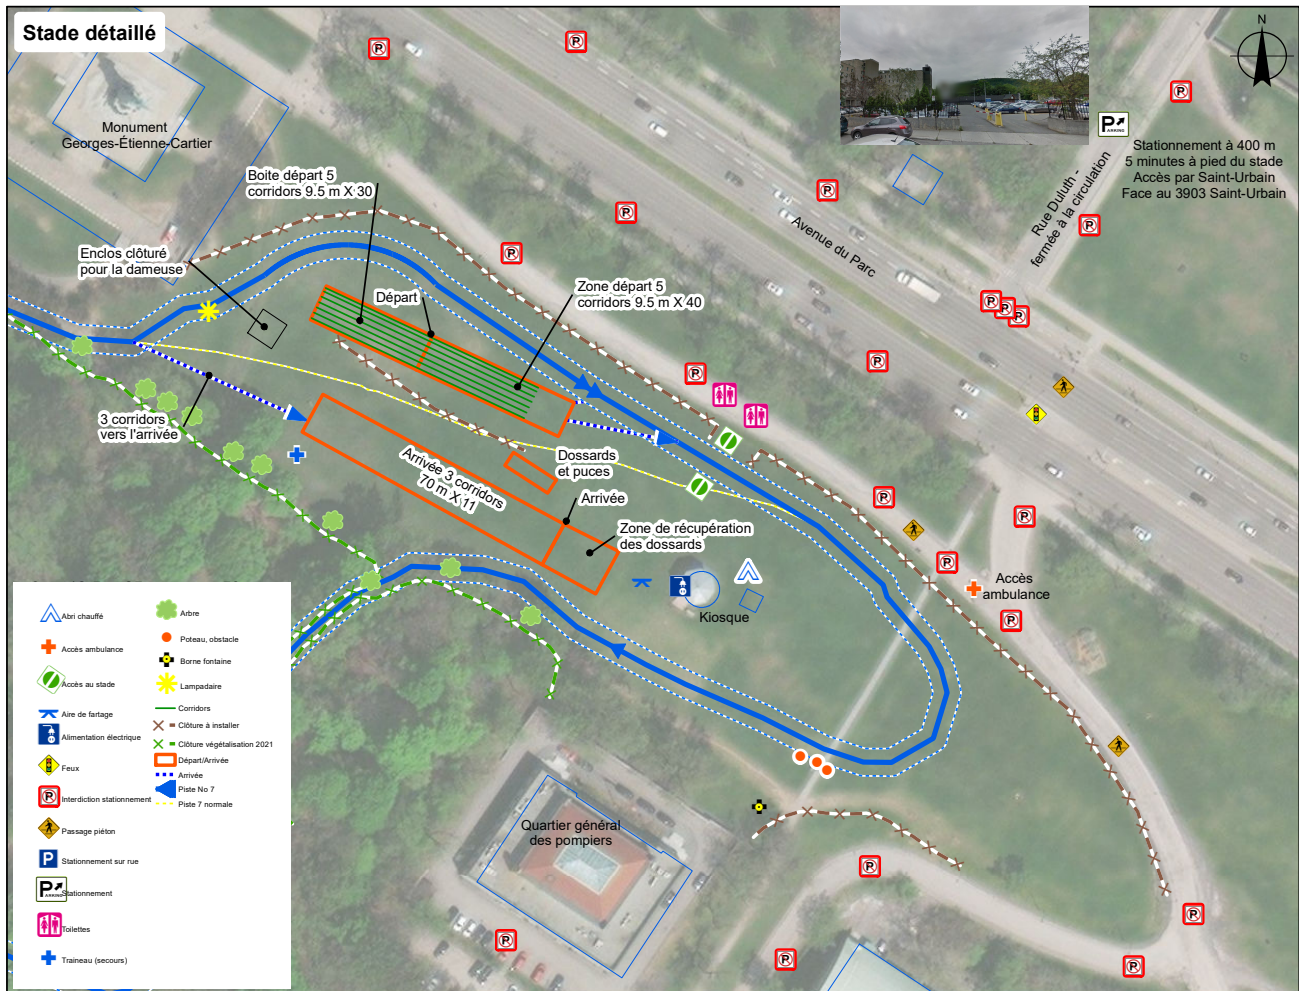 Stade détaillé
N
Monument
Georges-Étienne-Cartier
Boite départ 5
corridors 9.5 m X 30
Enclos clôturé
pour la dameuse
Départ
Zone départ 5
corridors 9.5 m X 40
Avenue du Parc
Rue Duluth -
fermée à la circulation
P
ARKING
Stationnement à 400 m
5 minutes à pied du stade
Accès par Saint-Urbain
Face au 3903 Saint-Urbain
3 corridors
vers l'arrivée
Arrivée 3 corridors
70 m X 11
Dossards
et puces
Arrivée
Zone de récupération
des dossards
Kiosque
Accès
ambulance
Quartier général
des pompiers
Abri chauffé
Accès ambulance
Accès au stade
Aire de fartage
Alimentation électrique
Feux
Interdiction stationnement
Passage piéton
Stationnement sur rue
Stationnement
Toilettes
Traineau (secours)
Arbre
Poteau, obstacle
Borne fontaine
Lampadaire
Corridors
Clôture à installer
Clôture végétalisation 2021
Départ/Arrivée
Arrivée
Piste No 7
Piste 7 normale